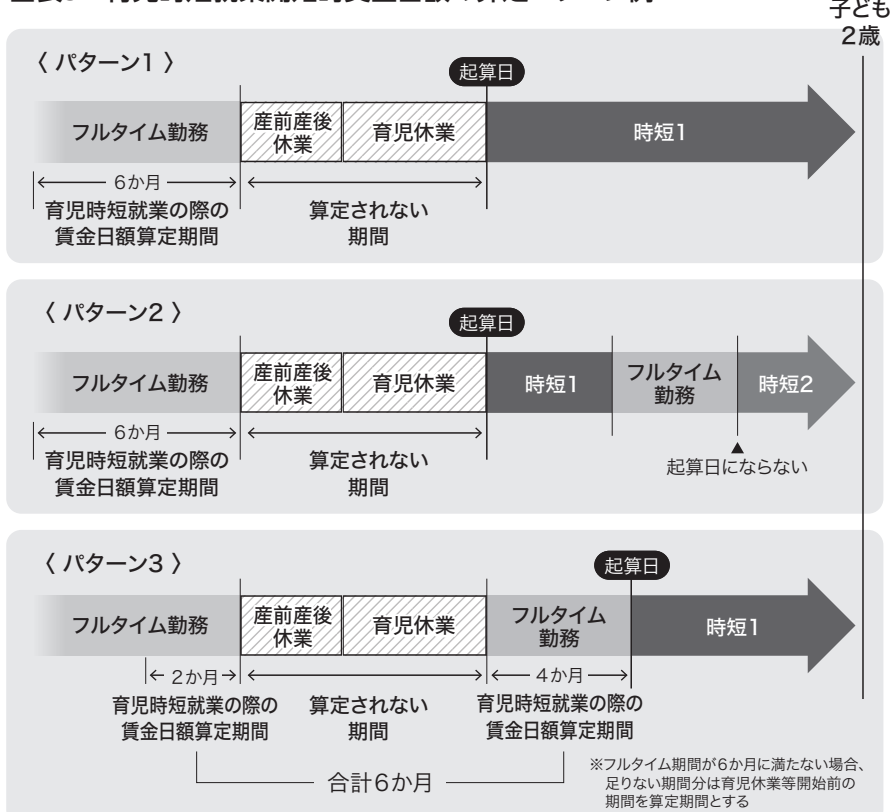 子ども
2歳
〈 パターン1 〉
起算日
フルタイム勤務
産前産後
休業
育児休業
時短1
6か月
育児時短就業の際の
賃金日額算定期間
算定されない
期間
〈 パターン2 〉
起算日
フルタイム勤務
産前産後
休業
育児休業
時短1
フルタイム
勤務
時短2
6か月
育児時短就業の際の
賃金日額算定期間
算定されない
期間
▲
起算日にならない
〈 パターン3 〉
起算日
フルタイム勤務
産前産後
休業
育児休業
フルタイム
勤務
時短1
2か月
育児時短就業の際の
賃金日額算定期間
算定されない
期間
4か月
育児時短就業の際の
賃金日額算定期間
合計6か月
※フルタイム期間が6か月に満たない場合、
足りない期間分は育児休業等開始前の
期間を算定期間とする